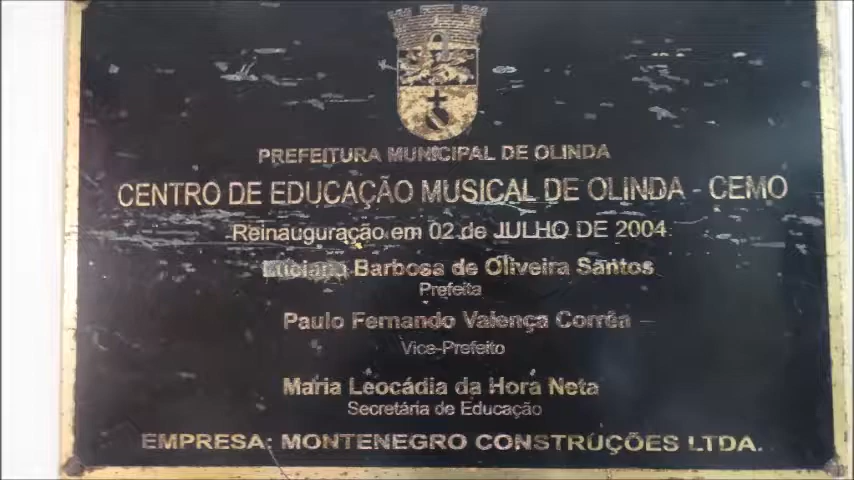 PREFEITURA MUNICIPAL DE OLINDA
CENTRO DE EDUCAÇÃO MUSICAL DE OLINDA - CEMO
Reinauguração em 02 de JULHO DE 2004
Luciana Barbosa de Oliveira Santos
Prefeita
Paulo Fernando Valença Corrêa
Vice-Prefeito
Maria Leocádia da Hora Neta
Secretária de Educação
EMPRESA: MONTENEGRO CONSTRUÇÕES LTDA.